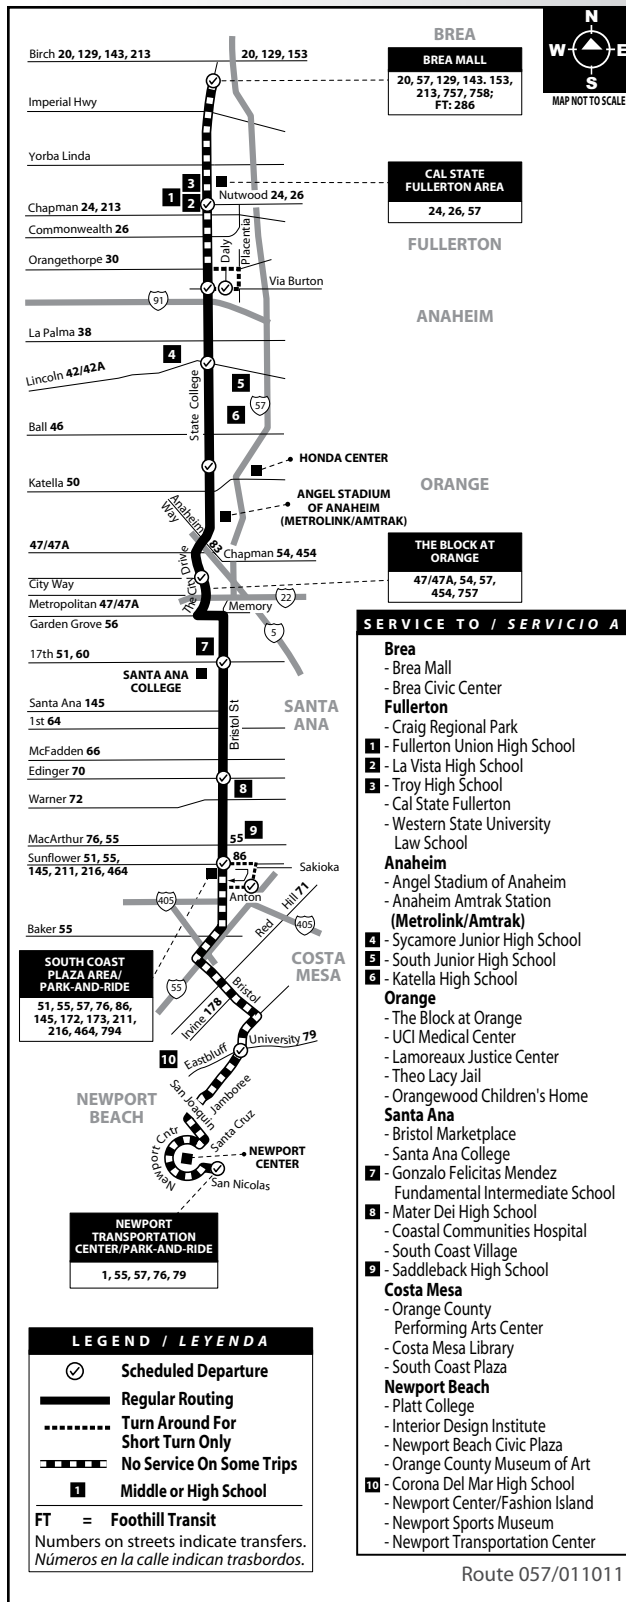 BREA
N
W
E
S
MAP NOT TO SCALE
Birch 20, 129, 143, 213
20, 129, 153
BREA MALL
20, 57, 129, 143. 153,
213, 757, 758;
FT: 286
Imperial Hwy
Yorba Linda
3
1
2
Nutwood 24, 26
CAL STATE
FULLERTON AREA
24, 26, 57
Chapman 24, 213
Commonwealth 26
FULLERTON
Daly
Placentia
Orangethorpe 30
Via Burton
91
ANAHEIM
La Palma 38
4
Lincoln 42/42A
5
State College
57
6
Ball 46
HONDA CENTER
Katella 50
ORANGE
Anaheim
Way
ANGEL STADIUM
OF ANAHEIM
(METROLINK/AMTRAK)
83
47/47A
Chapman 54, 454
The City Drive
THE BLOCK AT
ORANGE
47/47A, 54, 57,
454, 757
City Way
22
Metropolitan 47/47A
Memory
Garden Grove 56
5
7
17th 51, 60
SANTA ANA
COLLEGE
Santa Ana 145
SANTA
ANA
Bristol St
1st 64
McFadden 66
Edinger 70
8
Warner 72
9
MacArthur 76, 55
55
Sunflower 51, 55,
145, 211, 216, 464
86
Sakioka
Anton
405
Hill 71
Red
405
Baker 55
COSTA
MESA
SOUTH COAST
PLAZA AREA/
PARK-AND-RIDE
51, 55, 57, 76, 86,
145, 172, 173, 211,
216, 464, 794
55
Bristol
Irvine 178
University 79
10
Eastbluff
NEWPORT
BEACH
San Joaquin
Jamboree
Santa Cruz
Newport Cntr
NEWPORT
CENTER
San Nicolas
NEWPORT
TRANSPORTATION
CENTER/PARK-AND-RIDE
1, 55, 57, 76, 79
LEGEND / LEYENDA
Scheduled Departure
Regular Routing
Turn Around For
Short Turn Only
No Service On Some Trips
1 Middle or High School
FT = Foothill Transit
Numbers on streets indicate transfers.
Números en la calle indican trasbordos.
SERVICE TO / SERVICIO A
Brea
- Brea Mall
- Brea Civic Center
Fullerton
- Craig Regional Park
1 - Fullerton Union High School
2 - La Vista High School
3 - Troy High School
- Cal State Fullerton
- Western State University
Law School
Anaheim
- Angel Stadium of Anaheim
- Anaheim Amtrak Station
(Metrolink/Amtrak)
4 - Sycamore Junior High School
5 - South Junior High School
6 - Katella High School
Orange
- The Block at Orange
- UCI Medical Center
- Lamoreaux Justice Center
- Theo Lacy Jail
- Orangewood Children's Home
Santa Ana
- Bristol Marketplace
- Santa Ana College
7 - Gonzalo Felicitas Mendez
Fundamental Intermediate School
8 - Mater Dei High School
- Coastal Communities Hospital
- South Coast Village
9 - Saddleback High School
Costa Mesa
- Orange County
Performing Arts Center
- Costa Mesa Library
- South Coast Plaza
Newport Beach
- Platt College
- Interior Design Institute
- Newport Beach Civic Plaza
- Orange County Museum of Art
10 - Corona Del Mar High School
- Newport Center/Fashion Island
- Newport Sports Museum
- Newport Transportation Center
Route 057/011011